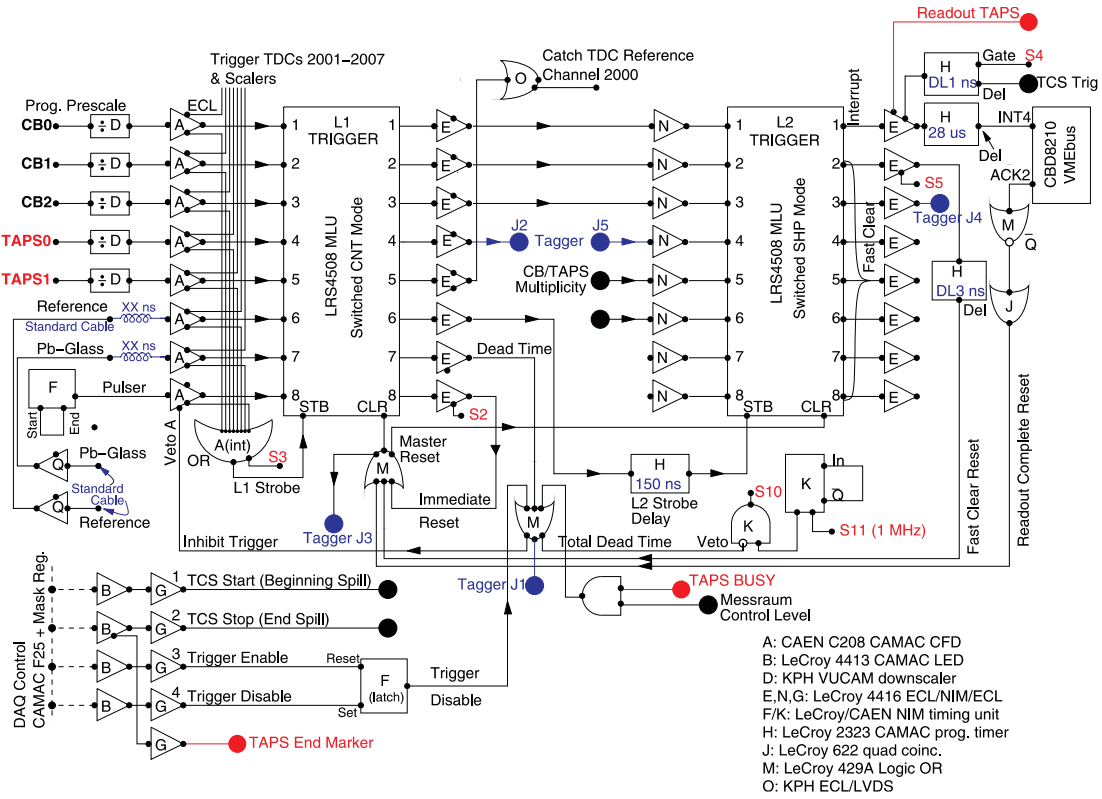 Readout TAPS
Trigger TDCs 2001–2007
& Scalers
Catch TDC Reference
Channel 2000
O
H
DL1 ns
Gate
S4
TCS Trig
Del
Prog. Prescale
ECL
CB0
÷ D
A
1
L1
TRIGGER
1
E
N
1
L2
TRIGGER
1
Interrupt
E
H
28 us
INT4
Del
CBD8210
VMEbus
CB1
÷ D
A
2
2
E
N
2
2
E
S5
ACK2
CB2
÷ D
A
3
3
E
N
3
3
E
Tagger J4
M
Q
TAPS0
÷ D
A
4
4
E
J2
Tagger
J5
N
4
4
E
TAPS1
÷ D
A
5
5
E
CB/TAPS
Multiplicity
N
5
5
E
H
DL3 ns
Del
J
LRS4508 MLU
Switched CNT Mode
LRS4508 MLU
Switched SHP Mode
Fast Clear
Reference
XX ns
Standard Cable
A
6
6
E
N
6
6
E
Pb–Glass
XX ns
A
7
7
E
Dead Time
N
7
7
E
F
Start
End
Pulser
A
8
8
E
S2
N
8
8
E
STB
CLR
STB
CLR
Veto A
A(int)
OR
S3
L1 Strobe
Master
Reset
M
Immediate
Reset
Tagger J3
Q
Pb–Glass
Standard
Cable
Q
Reference
H
150 ns
L2 Strobe
Delay
K
In
Q
S10
K
S11 (1 MHz)
Veto
M
Total Dead Time
Inhibit Trigger
Tagger J1
Fast Clear Reset
Readout Complete Reset
TAPS BUSY
Messraum
Control Level
DAQ Control
CAMAC F25 + Mask Reg.
B
G
1
TCS Start (Beginning Spill)
B
G
2
TCS Stop (End Spill)
B
G
3
Trigger Enable
Reset
B
G
4
Trigger Disable
Set
F
(latch)
Trigger
Disable
G
TAPS End Marker
A: CAEN C208 CAMAC CFD
B: LeCroy 4413 CAMAC LED
D: KPH VUCAM downscaler
E,N,G: LeCroy 4416 ECL/NIM/ECL
F/K: LeCroy/CAEN NIM timing unit
H: LeCroy 2323 CAMAC prog. timer
J: LeCroy 622 quad coinc.
M: LeCroy 429A Logic OR
O: KPH ECL/LVDS